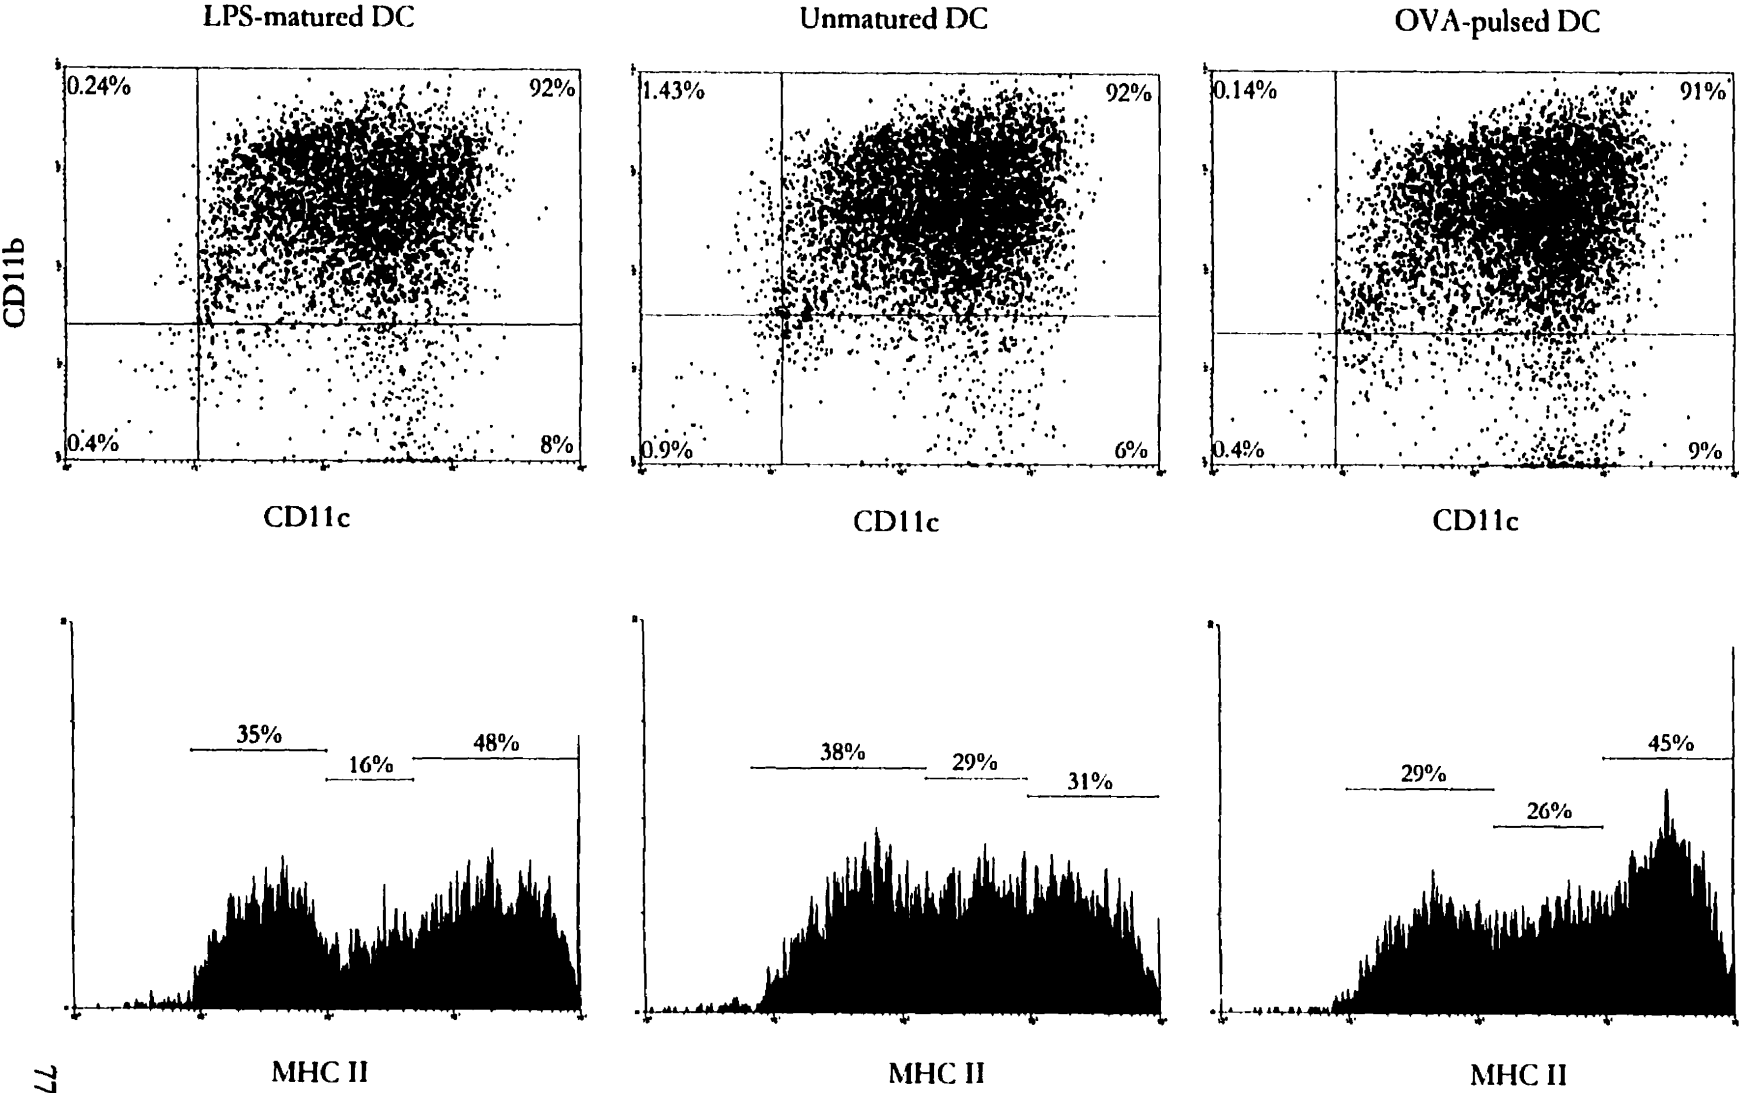 LPS-matured DC
Unmatured DC
OVA-pulsed DC
0.24%
92%
0.4%
8%
1.43%
92%
0.9%
6%
0.14%
91%
0.4%
9%
CD11b
CD11c
CD11c
CD11c
35%
16%
48%
38%
29%
31%
29%
26%
45%
MHC II
MHC II
MHC II
77